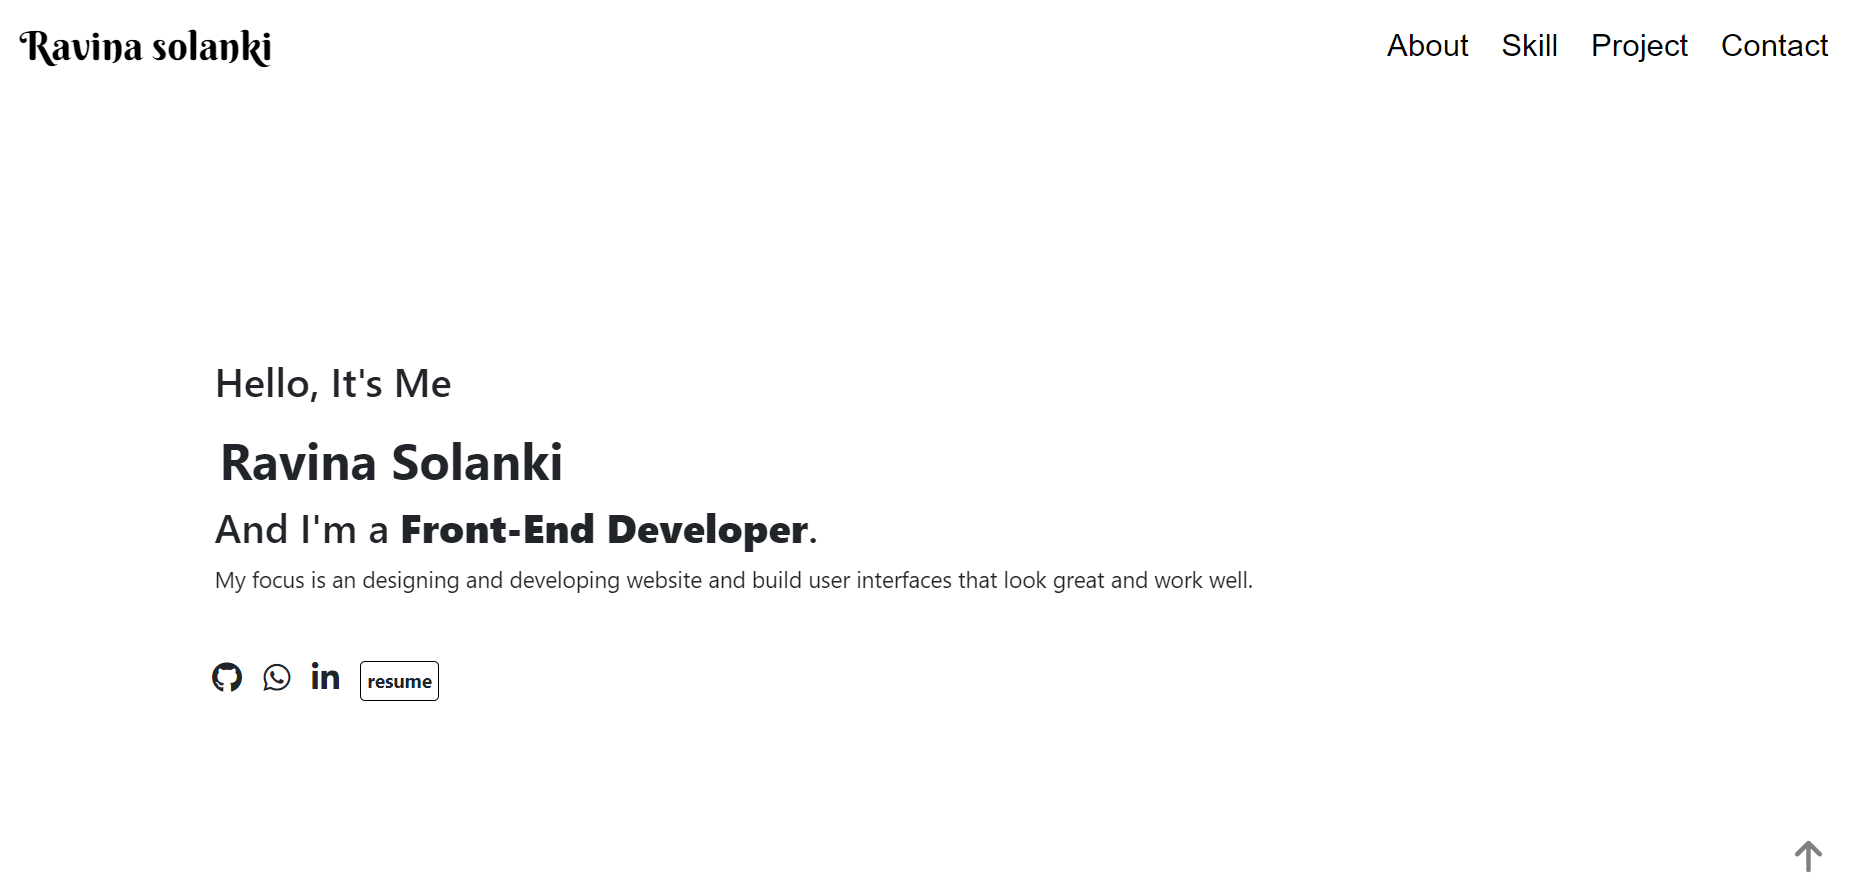 Ravina solanki
About Skill Project Contact
Hello, It's Me
Ravina Solanki
And I'm a Front-End Developer.
My focus is an designing and developing website and build user interfaces that look great and work well.
in resume